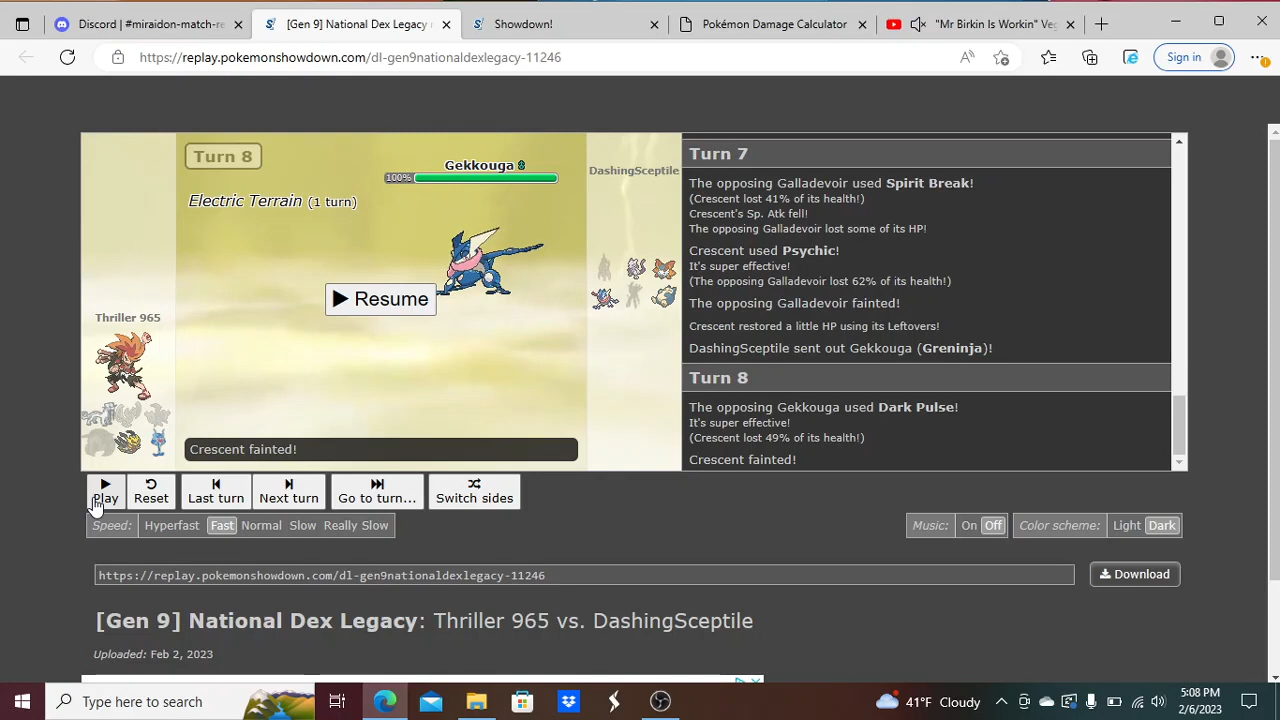 Discord | #miraidon-match-re
[Gen 9] National Dex Legacy r
Showdown!
Pokémon Damage Calculator
"Mr Birkin Is Workin" Veg
https://replay.pokemonshowdown.com/dl-gen9nationaldexlegacy-11246
Sign in
Turn 8
Gekkouga
100%
Electric Terrain (1 turn)
Resume
Thriller 965
DashingSceptile
Crescent fainted!
Turn 7
The opposing Galladevoir used Spirit Break!
(Crescent lost 41% of its health!)
Crescent's Sp. Atk fell!
The opposing Galladevoir lost some of its HP!
Crescent used Psychic!
It's super effective!
(The opposing Galladevoir lost 62% of its health!)
The opposing Galladevoir fainted!
Crescent restored a little HP using its Leftovers!
DashingSceptile sent out Gekkouga (Greninja)!
Turn 8
The opposing Gekkouga used Dark Pulse!
It's super effective!
(Crescent lost 49% of its health!)
Crescent fainted!
Play Reset Last turn Next turn Go to turn... Switch sides
Speed: Hyperfast Fast Normal Slow Really Slow
Music: On Off Color scheme: Light Dark
https://replay.pokemonshowdown.com/dl-gen9nationaldexlegacy-11246
Download
[Gen 9] National Dex Legacy: Thriller 965 vs. DashingSceptile
Uploaded: Feb 2, 2023
Type here to search
41°F Cloudy
5:08 PM
2/6/2023